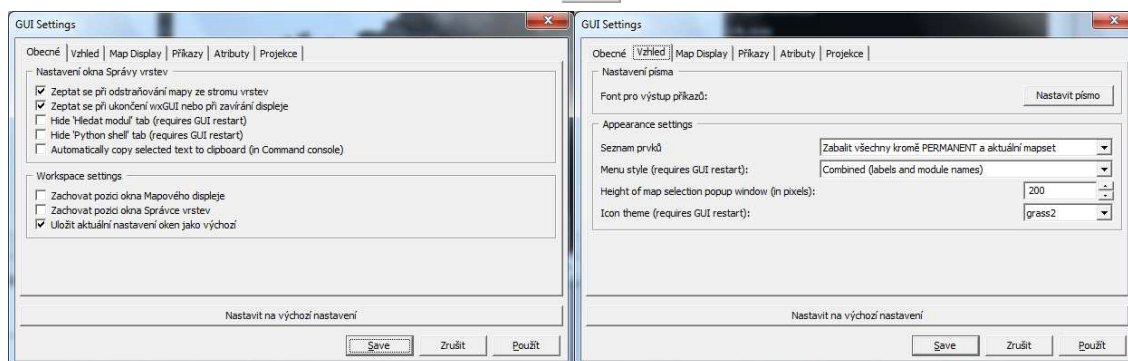 GUI Settings
Obecné Vzhled Map Display Příkazy Atributy Projekce
Nastavení okna Správy vrstev
Zeptat se při odstraňování mapy ze stromu vrstev
Zeptat se při ukončení wxGUI nebo při zavírání displeje
Hide 'Hledat modul' tab (requires GUI restart)
Hide 'Python shell' tab (requires GUI restart)
Automatically copy selected text to clipboard (in Command console)
Workspace settings
Zachovat pozici okna Mapového displeje
Zachovat pozici okna Správce vrstev
Uložit aktuální nastavení oken jako výchozí
Nastavit na výchozí nastavení
Save Zrušit Použít
GUI Settings
Obecné Vzhled Map Display Příkazy Atributy Projekce
Nastavení písma
Font pro výstup příkazů: Nastavit písmo
Appearance settings
Seznam prvků Zabalit všechny kromě PERMANENT a aktuální mapset
Menu style (requires GUI restart): Combined (labels and module names)
Height of map selection popup window (in pixels): 200
Icon theme (requires GUI restart): grass2
Nastavit na výchozí nastavení
Save Zrušit Použít